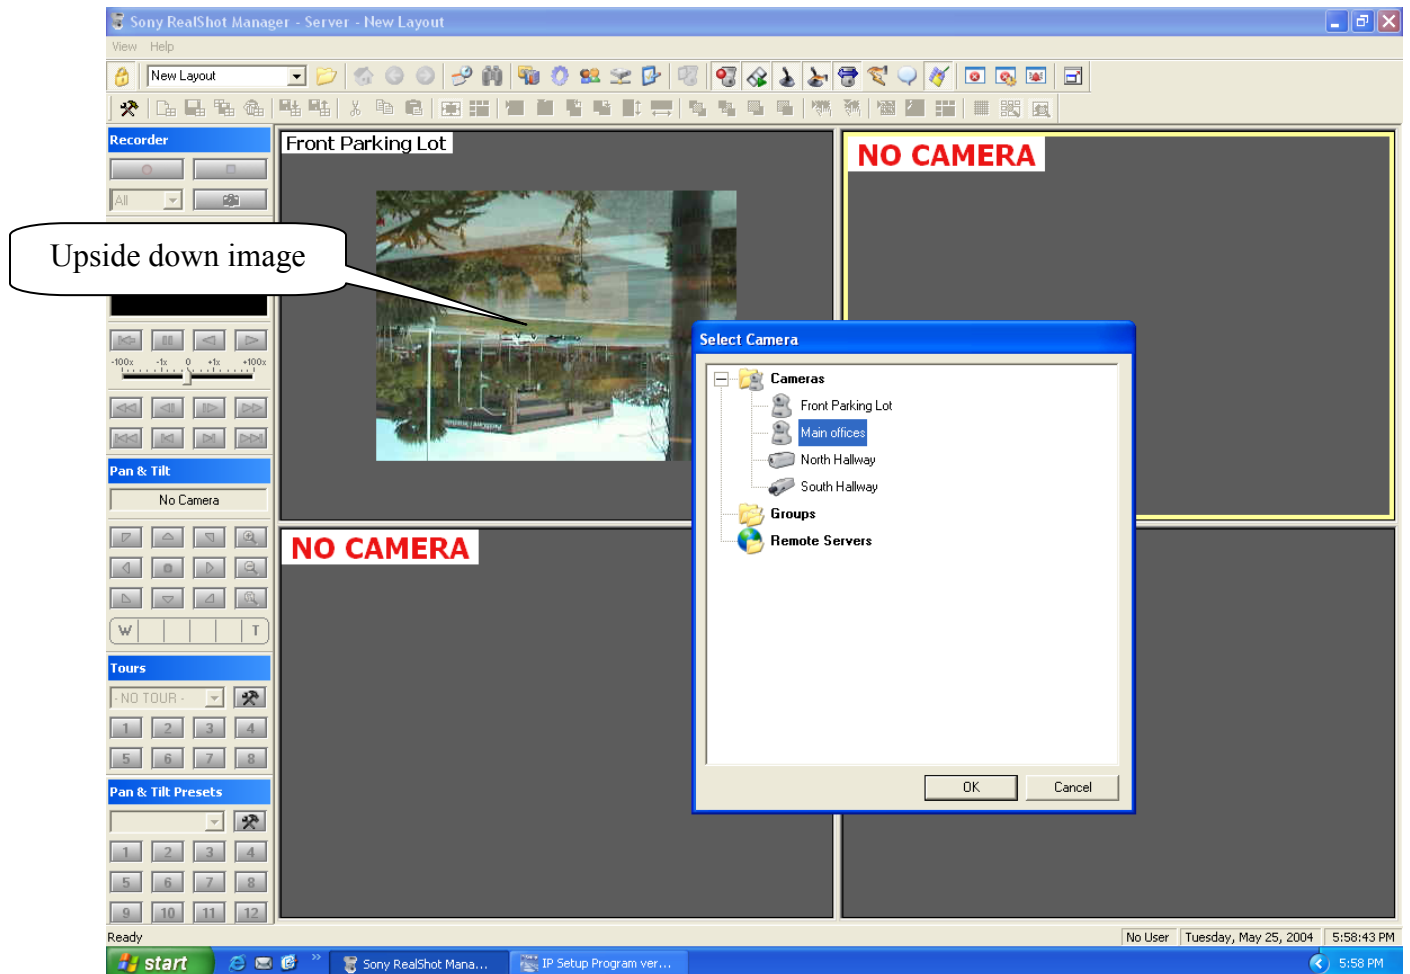 Sony RealShot Manager - Server - New Layout
View Help
New Layout
Recorder
Front Parking Lot
NO CAMERA
All
Upside down image
Select Camera
Cameras
Front Parking Lot
Main offices
North Hallway
South Hallway
Groups
Remote Servers
OK Cancel
-100x -1x 0 +1x +100x
Pan & Tilt
No Camera
NO CAMERA
W T
Tours
- NO TOUR -
1 2 3 4
5 6 7 8
Pan & Tilt Presets
1 2 3 4
5 6 7 8
9 10 11 12
Ready
No User Tuesday, May 25, 2004 5:58:43 PM
start
Sony RealShot Mana...
IP Setup Program ver...
5:58 PM